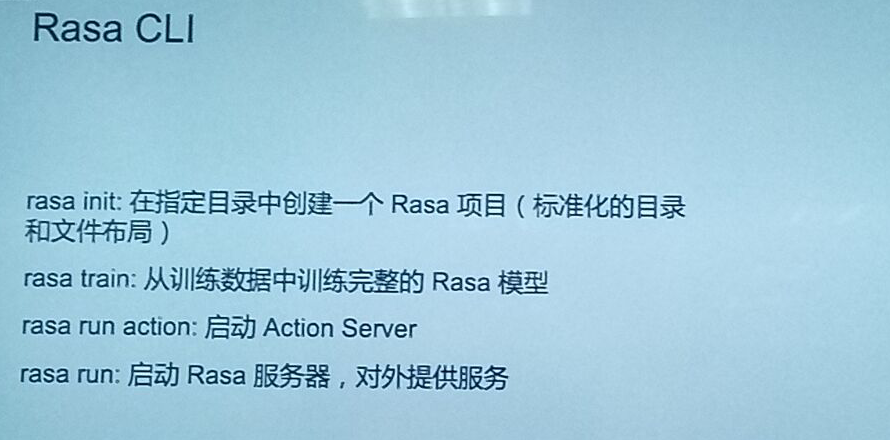 Rasa CLI
rasa init: 在指定目录中创建一个 Rasa 项目（标准化的目录
和文件布局）
rasa train: 从训练数据中训练完整的 Rasa 模型
rasa run action: 启动 Action Server
rasa run: 启动 Rasa 服务器，对外提供服务